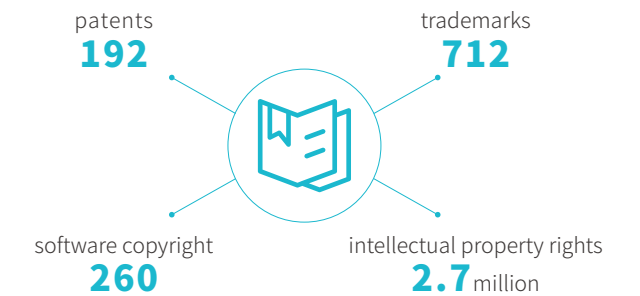 patents
192
trademarks
712
software copyright
260
intellectual property rights
2.7 million